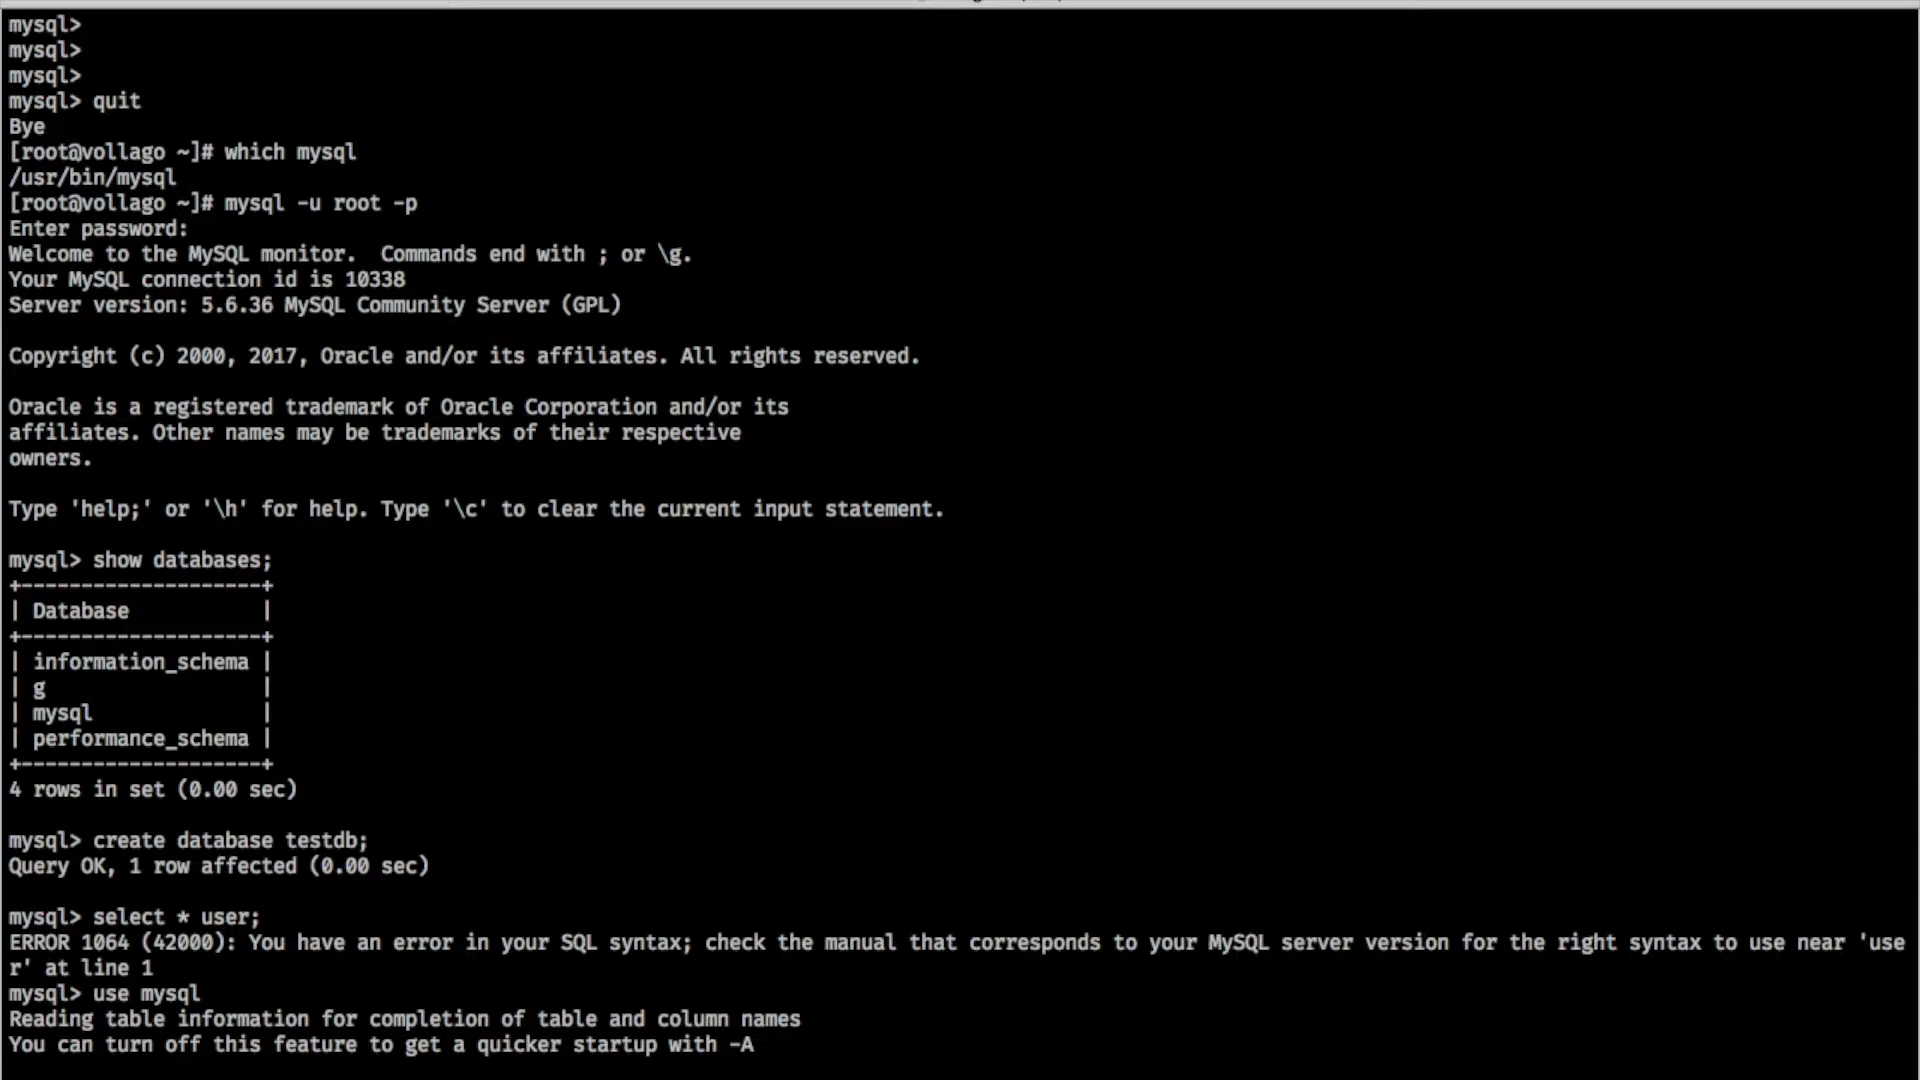 mysql>
mysql>
mysql>
mysql> quit
Bye
[root@vollago ~]# which mysql
/usr/bin/mysql
[root@vollago ~]# mysql -u root -p
Enter password:
Welcome to the MySQL monitor.  Commands end with ; or \g.
Your MySQL connection id is 10338
Server version: 5.6.36 MySQL Community Server (GPL)

Copyright (c) 2000, 2017, Oracle and/or its affiliates. All rights reserved.

Oracle is a registered trademark of Oracle Corporation and/or its
affiliates. Other names may be trademarks of their respective
owners.

Type 'help;' or '\h' for help. Type '\c' to clear the current input statement.

mysql> show databases;
+--------------------+
| Database           |
+--------------------+
| information_schema |
| g                  |
| mysql              |
| performance_schema |
+--------------------+
4 rows in set (0.00 sec)

mysql> create database testdb;
Query OK, 1 row affected (0.00 sec)

mysql> select * user;
ERROR 1064 (42000): You have an error in your SQL syntax; check the manual that corresponds to your MySQL server version for the right syntax to use near 'use
r' at line 1
mysql> use mysql
Reading table information for completion of table and column names
You can turn off this feature to get a quicker startup with -A